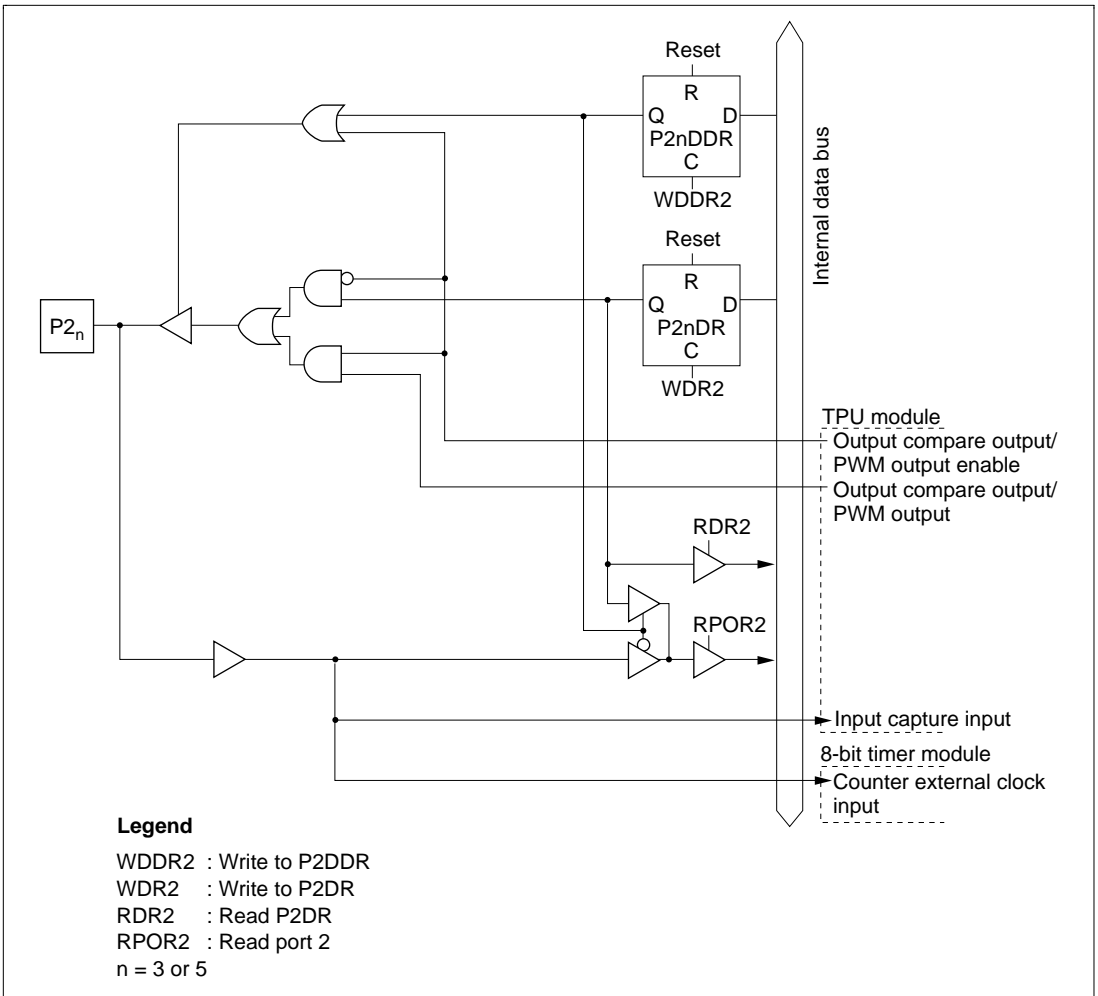 Reset
R
Q D
P2nDDR
C
WDDR2
Internal data bus
Reset
R
Q D
P2nDR
C
WDR2
P2n
TPU module
Output compare output/
PWM output enable
Output compare output/
PWM output
RDR2
RPOR2
Input capture input
8-bit timer module
Counter external clock
input
Legend
WDDR2 : Write to P2DDR
WDR2 : Write to P2DR
RDR2 : Read P2DR
RPOR2 : Read port 2
n = 3 or 5